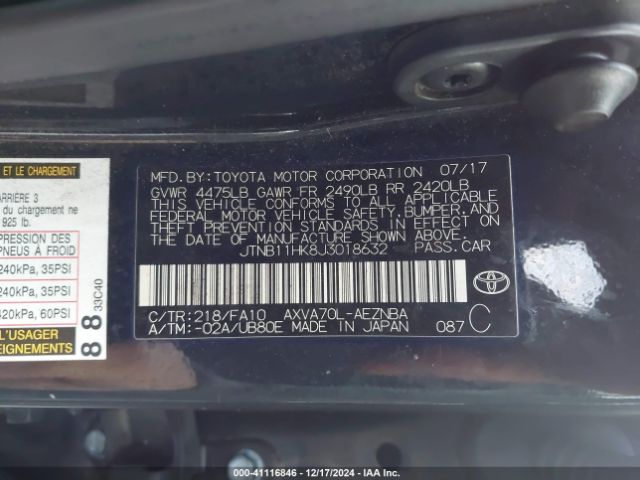 ET LE CHARGEMENT
ARRIÈRE 3
du chargement ne
925 lb.
PRESSION DES
PNEUS À FROID
240kPa, 35PSI
240kPa, 35PSI
420kPa, 60PSI
L'USAGER
88
33C40
MFD.BY:TOYOTA MOTOR CORPORATION 07/17
GVWR 4475LB GAWR FR 2490LB RR 2420LB
THIS VEHICLE CONFORMS TO ALL APPLICABLE
FEDERAL MOTOR VEHICLE SAFETY, BUMPER, AND
THEFT PREVENTION STANDARDS IN EFFECT ON
THE DATE OF MANUFACTURE SHOWN ABOVE.
JTNB11HK8J3018632 PASS.CAR
C/TR:218/FA10 AXVA70L-AEZNBA
A/TM:-02A/UB80E MADE IN JAPAN 087 C
TOYOTA
000-41116846 - 12/17/2024 - IAA Inc.